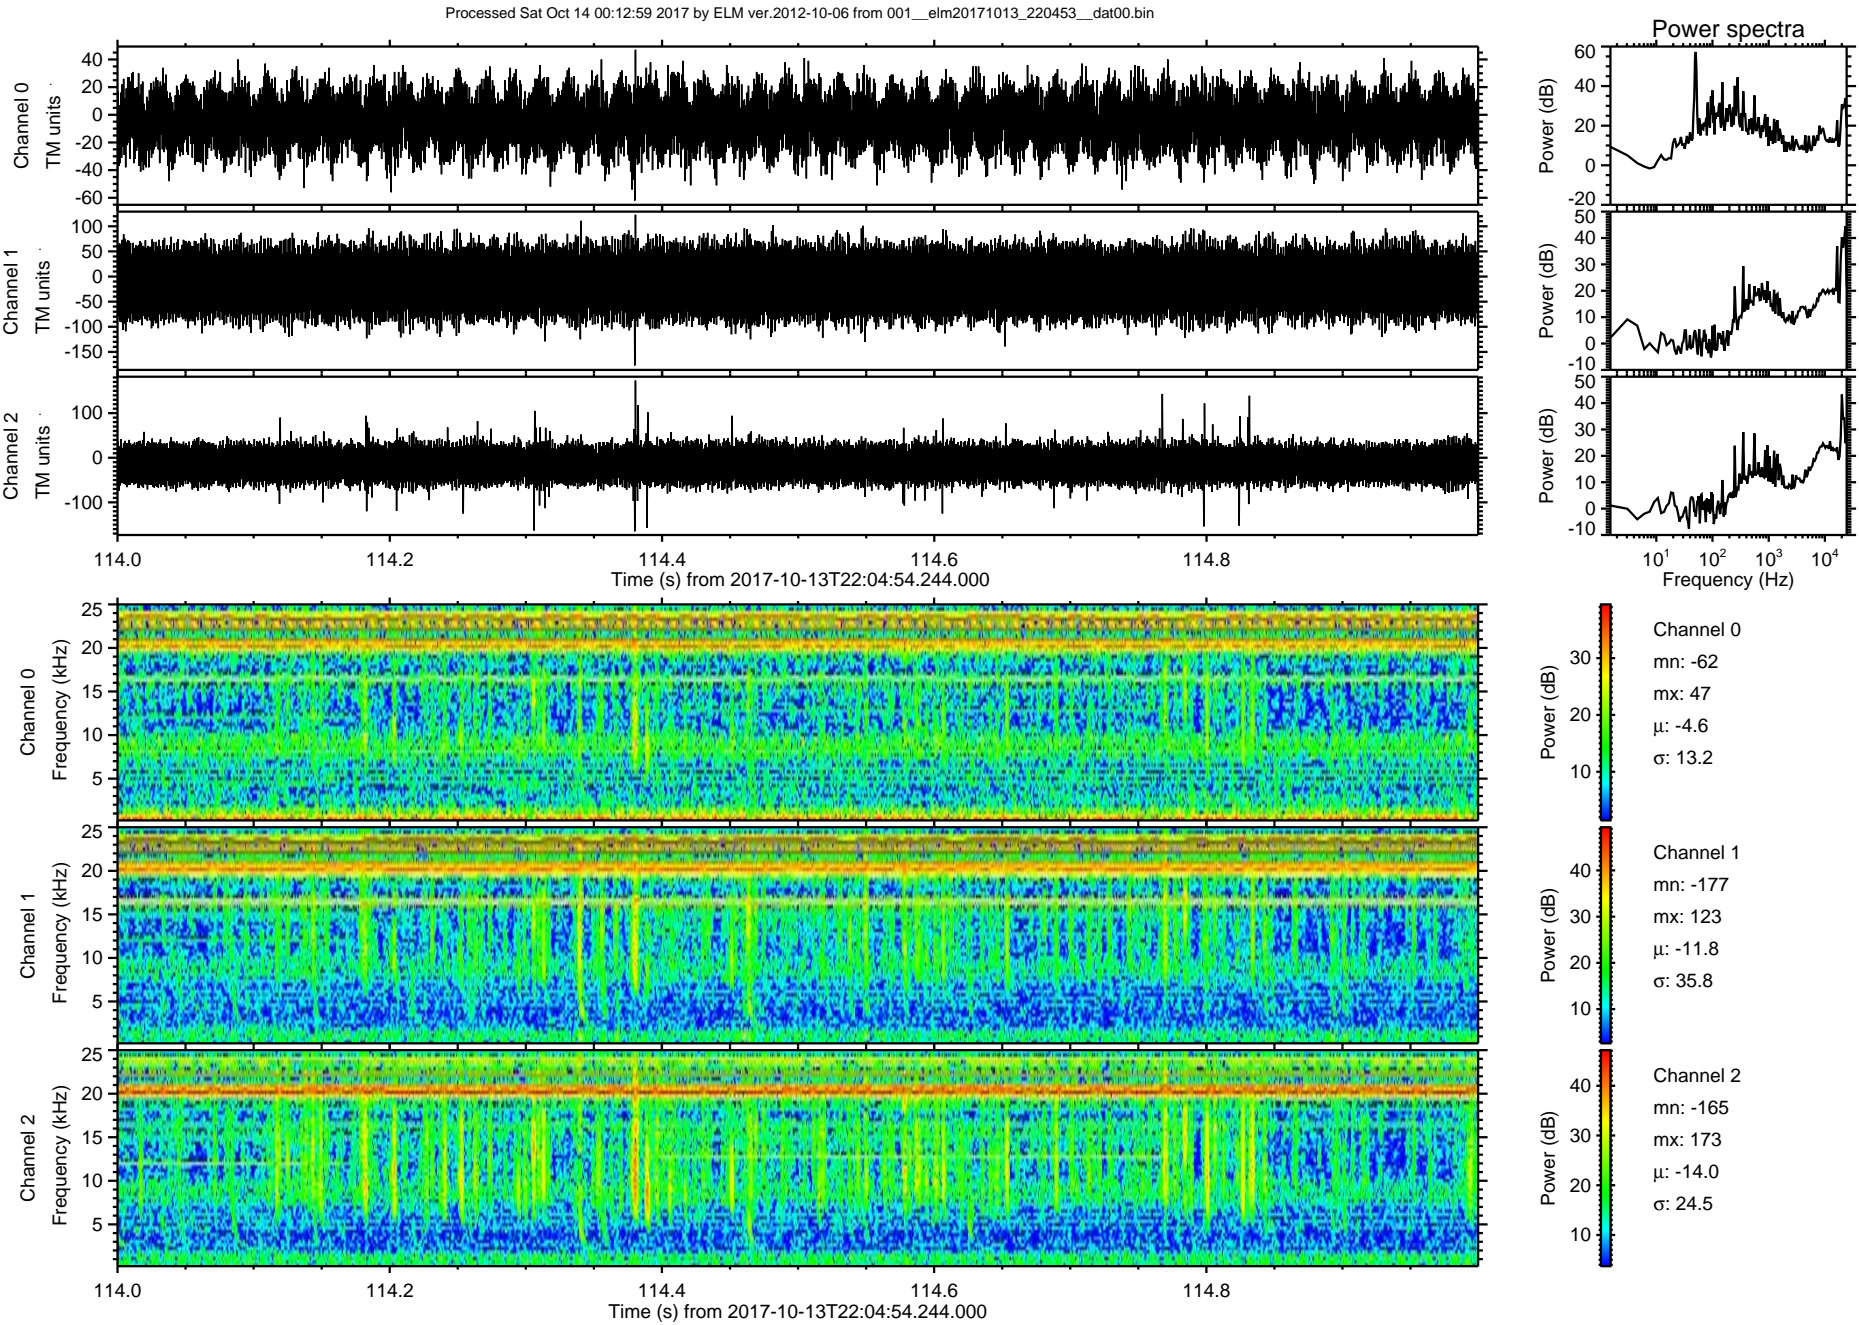 Processed Sat Oct 14 00:12:59 2017 by ELM ver.2012-10-06 from 001__elm20171013_220453__dat00.bin
Power spectra
Channel 0
TM units
40
20
0
-20
-40
-60
Power (dB)
60
40
20
0
-20
Channel 1
TM units
100
50
0
-50
-100
-150
Power (dB)
50
40
30
20
10
0
-10
Channel 2
TM units
100
0
-100
Power (dB)
50
40
30
20
10
0
-10
114.0 114.2 114.4 114.6 114.8
Time (s) from 2017-10-13T22:04:54.244.000
10^1 10^2 10^3 10^4
Frequency (Hz)
Channel 0
Frequency (kHz)
25
20
15
10
5
Power (dB)
30
20
10
Channel 0
mn: -62
mx: 47
μ: -4.6
σ: 13.2
Channel 1
Frequency (kHz)
25
20
15
10
5
Power (dB)
40
30
20
10
Channel 1
mn: -177
mx: 123
μ: -11.8
σ: 35.8
Channel 2
Frequency (kHz)
25
20
15
10
5
Power (dB)
40
30
20
10
Channel 2
mn: -165
mx: 173
μ: -14.0
σ: 24.5
114.0 114.2 114.4 114.6 114.8
Time (s) from 2017-10-13T22:04:54.244.000